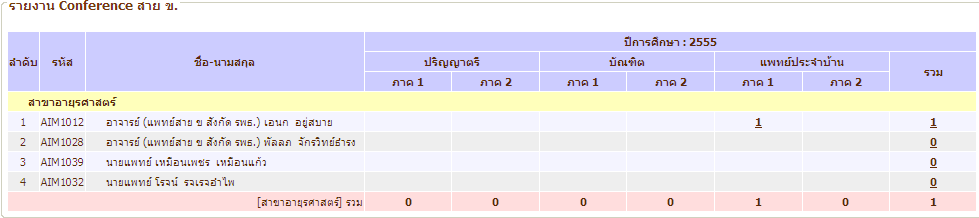 รายงาน Conference สาย ข.
ปีการศึกษา : 2555
ลำดับ รหัส ชื่อ-นามสกุล ปริญญาตรี บัณฑิต แพทย์ประจำบ้าน รวม
ภาค 1 ภาค 2 ภาค 1 ภาค 2 ภาค 1 ภาค 2
สาขาอายุรศาสตร์
1 AIM1012 อาจารย์ (แพทย์สาย ข สังกัด รพธ.) เอนก อยู่สบาย 1 1
2 AIM1028 อาจารย์ (แพทย์สาย ข สังกัด รพธ.) พัลลภ จักรวิทย์ธำรง 0
3 AIM1039 นายแพทย์ เหมือนเพชร เหมือนแก้ว 0
4 AIM1032 นายแพทย์ โรจน์ รจเรจอำไพ 0
[สาขาอายุรศาสตร์] รวม 0 0 0 0 1 0 1